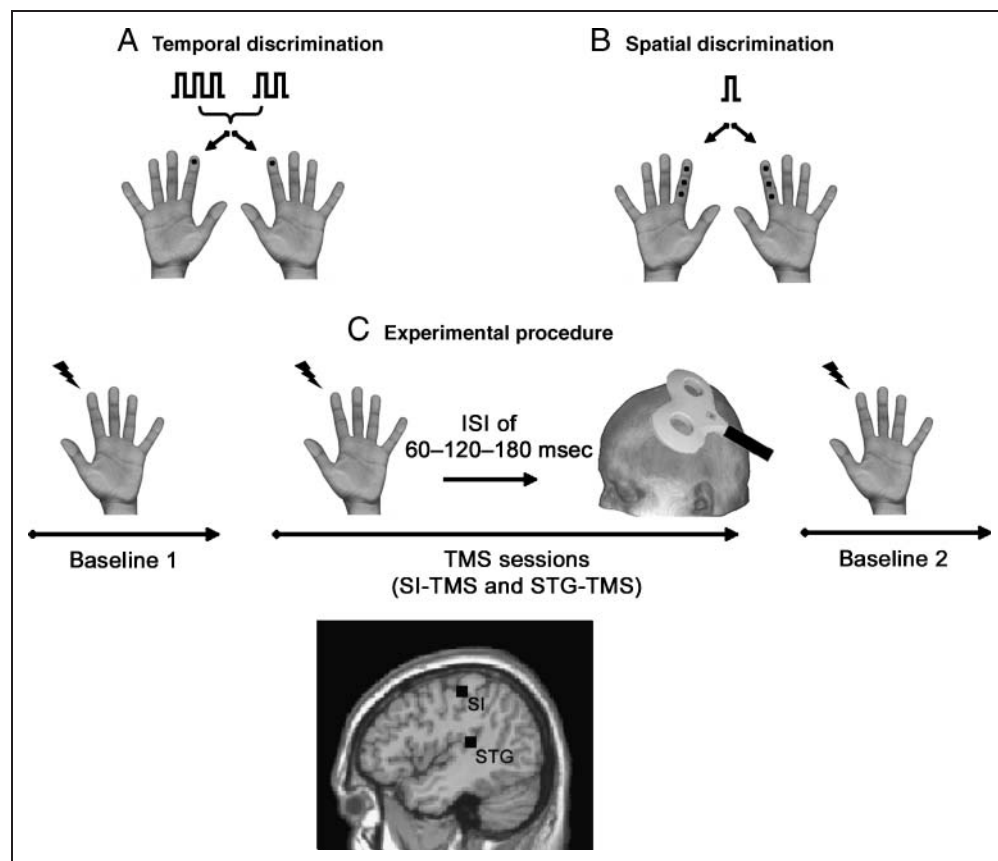 A Temporal discrimination
B Spatial discrimination
C Experimental procedure
ISI of
60–120–180 msec
Baseline 1
TMS sessions
(SI-TMS and STG-TMS)
Baseline 2
SI
STG